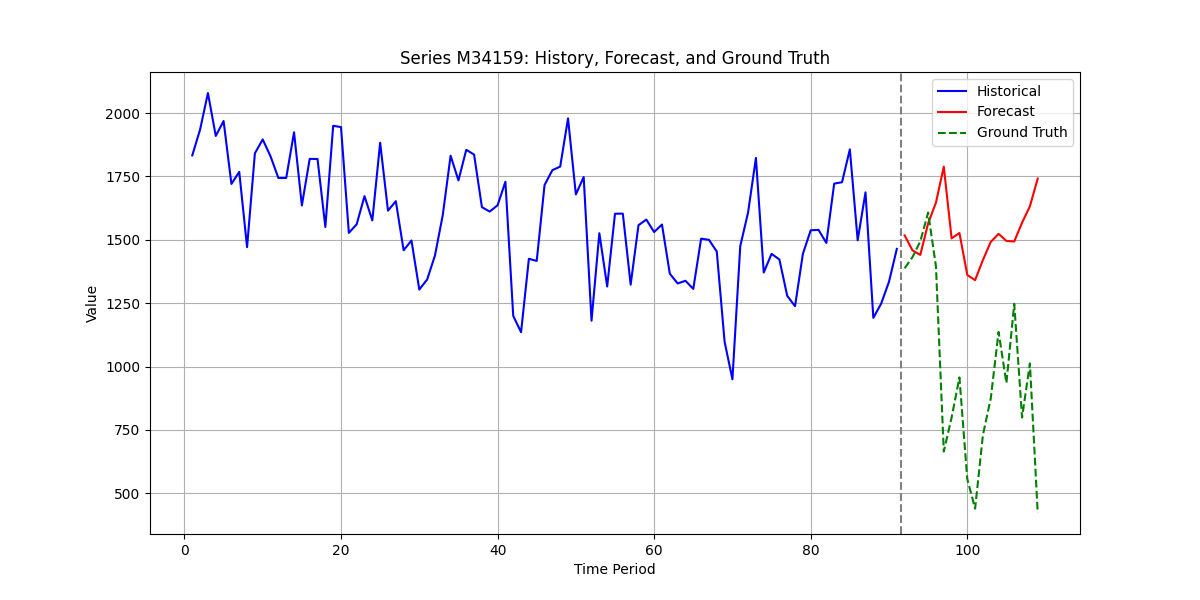 Series M34159: History, Forecast, and Ground Truth
Historical
Forecast
Ground Truth
2000
1750
1500
1250
1000
750
500
Value
0 20 40 60 80 100
Time Period